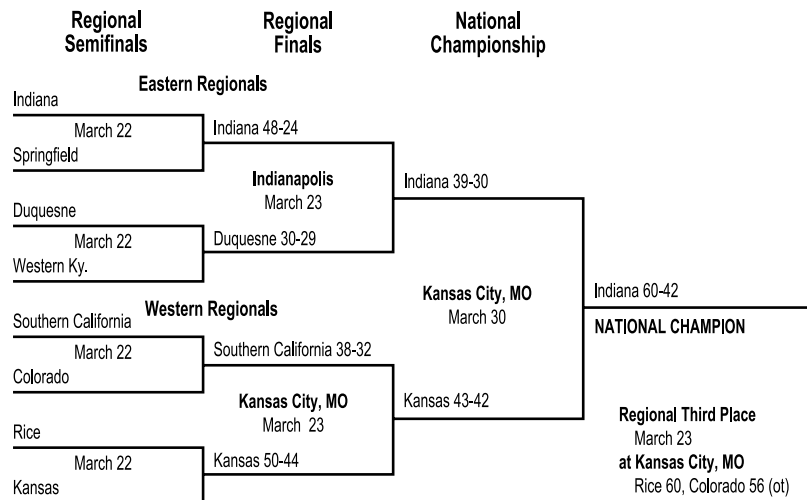 Regional
Semifinals
Regional
Finals
National
Championship
Eastern Regionals
Indiana
March 22
Springfield
Indiana 48-24
Indianapolis
March 23
Duquesne
March 22
Western Ky.
Duquesne 30-29
Indiana 39-30
Western Regionals
Southern California
March 22
Colorado
Southern California 38-32
Kansas City, MO
March 23
Rice
March 22
Kansas
Kansas 50-44
Kansas 43-42
Kansas City, MO
March 30
Indiana 60-42
NATIONAL CHAMPION
Regional Third Place
March 23
at Kansas City, MO
Rice 60, Colorado 56 (ot)